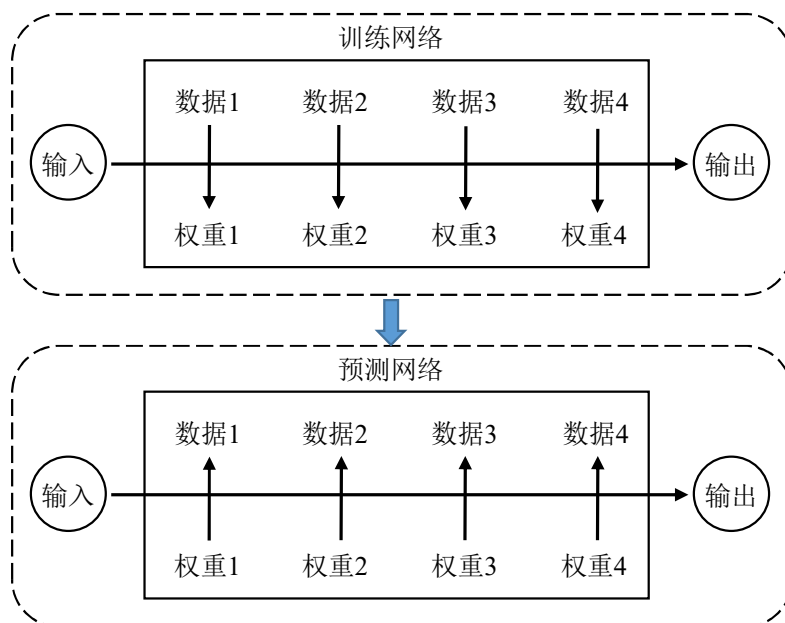 训练网络
数据1 数据2 数据3 数据4
输入 输出
权重1 权重2 权重3 权重4
预测网络
数据1 数据2 数据3 数据4
输入 输出
权重1 权重2 权重3 权重4